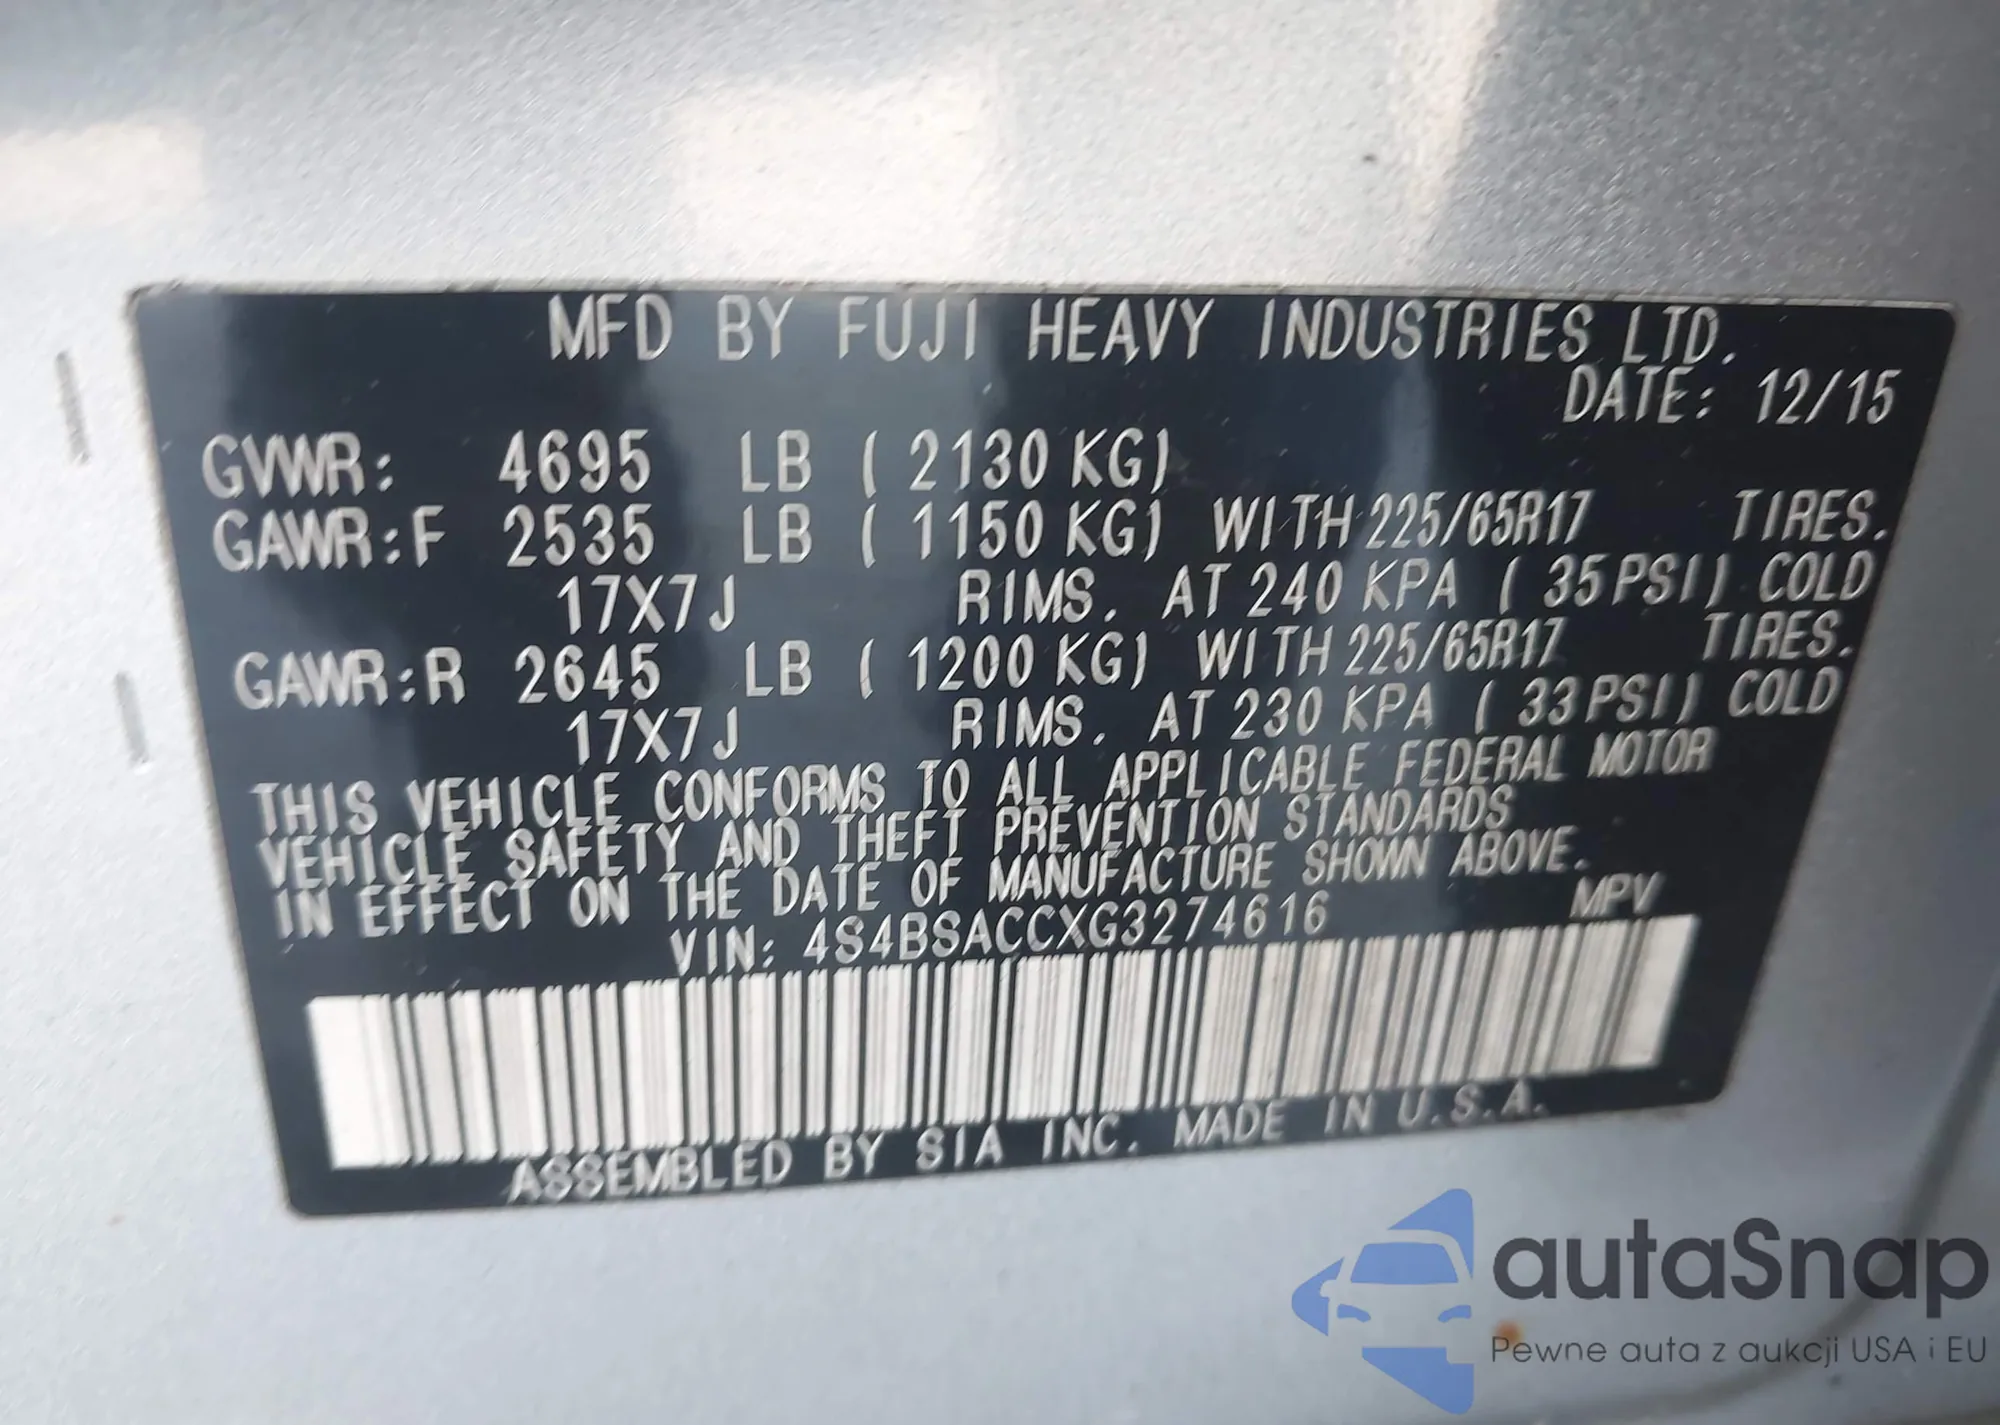 MFD BY FUJI HEAVY INDUSTRIES LTD.
DATE: 12/15
GVWR: 4695 LB ( 2130 KG)
GAWR:F 2535 LB ( 1150 KG) WITH 225/65R17 TIRES.
17X7J RIMS. AT 240 KPA ( 35PSI) COLD
GAWR:R 2645 LB ( 1200 KG) WITH 225/65R17 TIRES.
17X7J RIMS. AT 230 KPA ( 33PSI) COLD
THIS VEHICLE CONFORMS TO ALL APPLICABLE FEDERAL MOTOR
VEHICLE SAFETY AND THEFT PREVENTION STANDARDS
IN EFFECT ON THE DATE OF MANUFACTURE SHOWN ABOVE.
VIN: 4S4BSACCXG3274616 MPV
ASSEMBLED BY SIA INC. MADE IN U.S.A.
autaSnap
Pewne auta z aukcji USA i EU